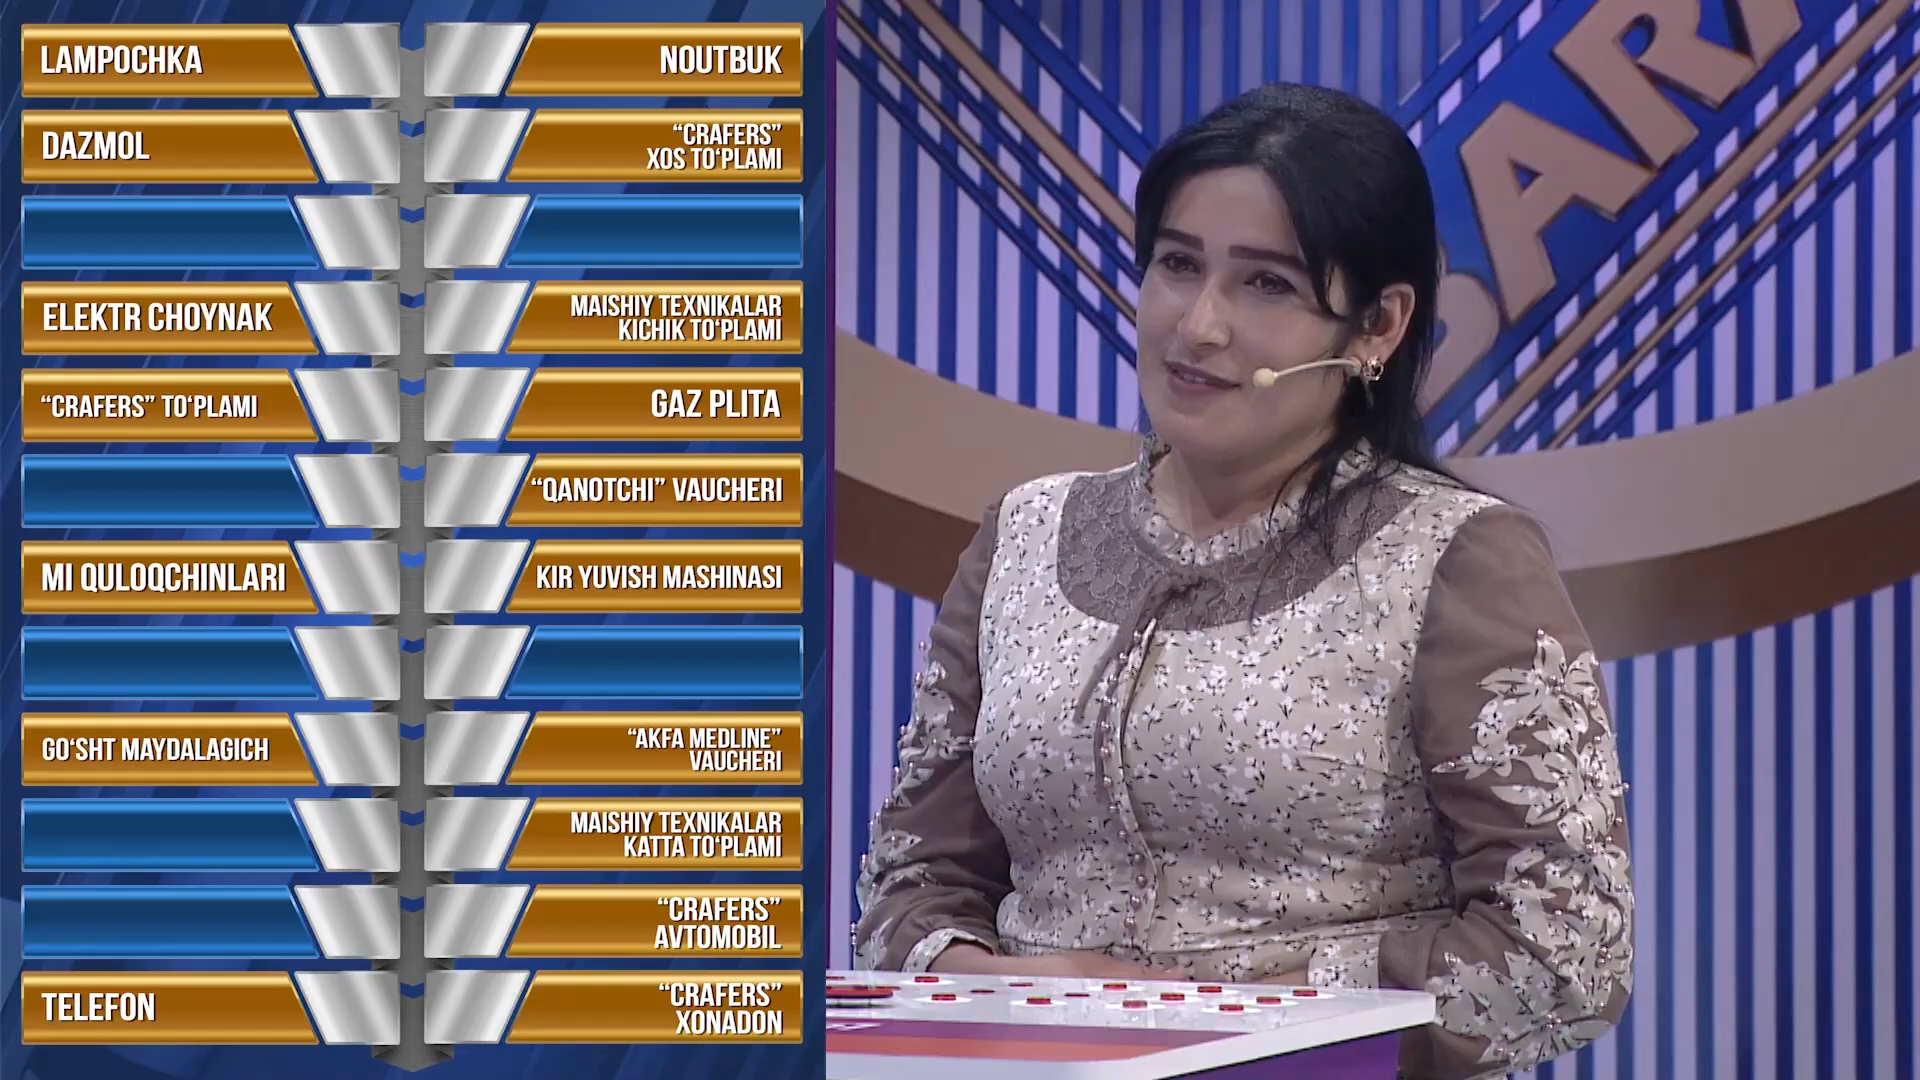 LAMPOCHKA
DAZMOL
ELEKTR CHOYNAK
“CRAFERS” TO‘PLAMI
MI QULOQCHINLARI
GO‘SHT MAYDALAGICH
TELEFON
NOUTBUK
“CRAFERS”
XOS TO‘PLAMI
MAISHIY TEXNIKALAR
KICHIK TO‘PLAMI
GAZ PLITA
“QANOTCHI” VAUCHERI
KIR YUVISH MASHINASI
“AKFA MEDLINE”
VAUCHERI
MAISHIY TEXNIKALAR
KATTA TO‘PLAMI
“CRAFERS”
AVTOMOBIL
“CRAFERS”
XONADON